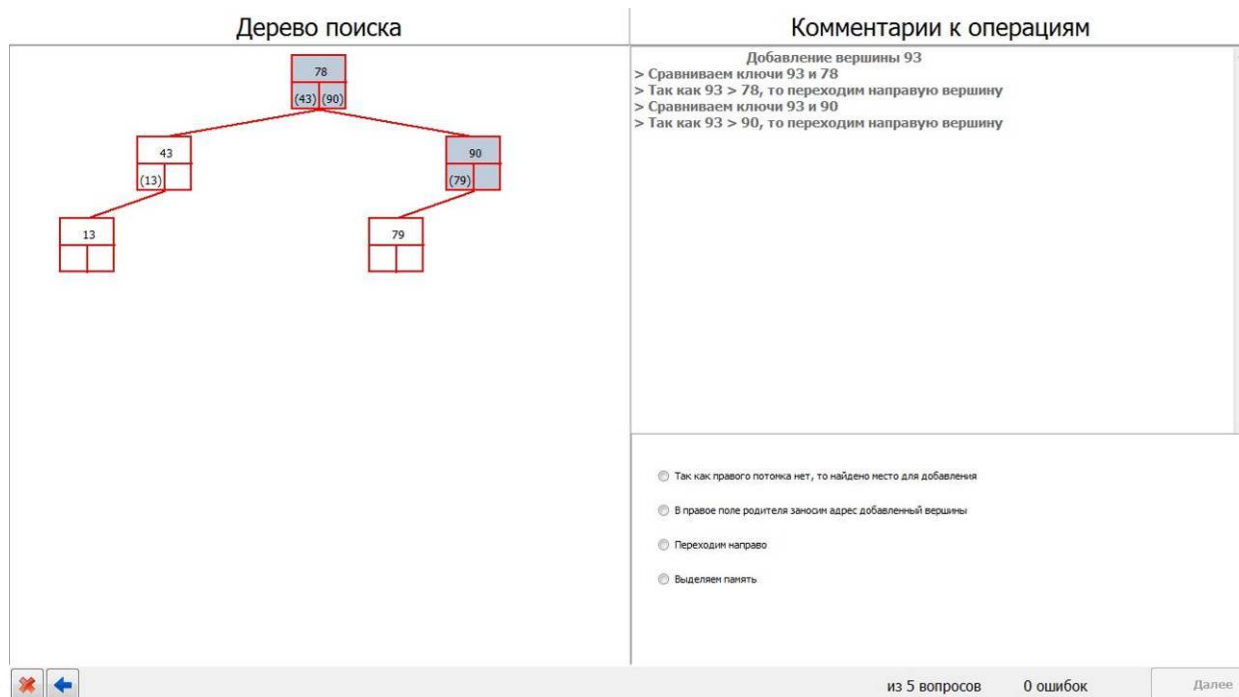 Дерево поиска
Комментарии к операциям
78
(43) (90)
43
(13)
90
(79)
13
79
Добавление вершины 93
> Сравниваем ключи 93 и 78
> Так как 93 > 78, то переходим направую вершину
> Сравниваем ключи 93 и 90
> Так как 93 > 90, то переходим направую вершину
Так как правого потомка нет, то найдено место для добавления
В правое поле родителя заносим адрес добавленный вершины
Переходим направо
Выделяем память
из 5 вопросов 0 ошибок Далее